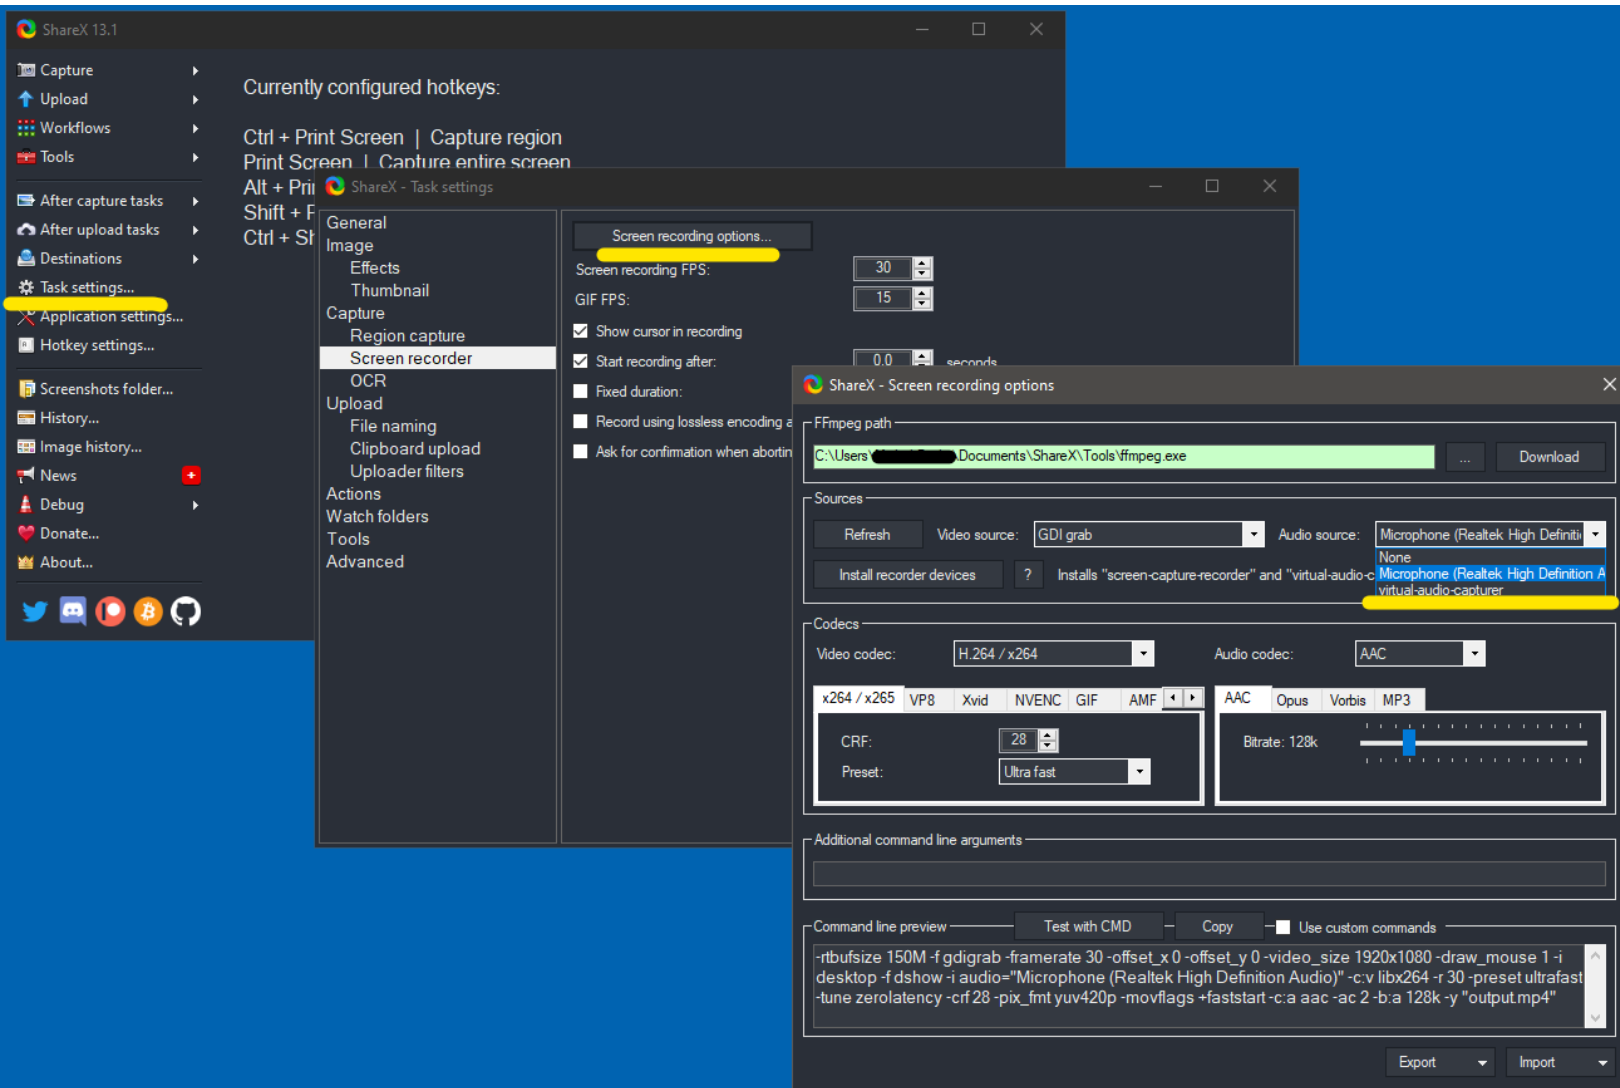 ShareX 13.1
Capture
Upload
Workflows
Tools
After capture tasks
After upload tasks
Destinations
Task settings...
Application settings...
Hotkey settings...
Screenshots folder...
History...
Image history...
News
+
Debug
Donate...
About...
Currently configured hotkeys:
Ctrl + Print Screen | Capture region
Print Screen | Capture entire screen
Alt + Pri
Shift + P
Ctrl + Sh
ShareX - Task settings
General
Image
Effects
Thumbnail
Capture
Region capture
Screen recorder
OCR
Upload
File naming
Clipboard upload
Uploader filters
Actions
Watch folders
Tools
Advanced
Screen recording options...
Screen recording FPS: 30
GIF FPS: 15
Show cursor in recording
Start recording after: 0.0 seconds
Fixed duration:
Record using lossless encoding a
Ask for confirmation when abortin
ShareX - Screen recording options
FFmpeg path
C:\Users\ \Documents\ShareX\Tools\ffmpeg.exe ... Download
Sources
Refresh Video source: GDI grab Audio source: Microphone (Realtek High Definiti
None
Install recorder devices ? Installs "screen-capture-recorder" and "virtual-audio-c Microphone (Realtek High Definition A
virtual-audio-capturer
Codecs
Video codec: H.264 / x264 Audio codec: AAC
x264 / x265 VP8 Xvid NVENC GIF AMF
CRF: 28
Preset: Ultra fast
AAC Opus Vorbis MP3
Bitrate: 128k
Additional command line arguments
Command line preview Test with CMD Copy Use custom commands
-rtbufsize 150M -f gdigrab -framerate 30 -offset_x 0 -offset_y 0 -video_size 1920x1080 -draw_mouse 1 -i
desktop -f dshow -i audio="Microphone (Realtek High Definition Audio)" -c:v libx264 -r 30 -preset ultrafast
-tune zerolatency -crf 28 -pix_fmt yuv420p -movflags +faststart -c:a aac -ac 2 -b:a 128k -y "output.mp4"
Export Import